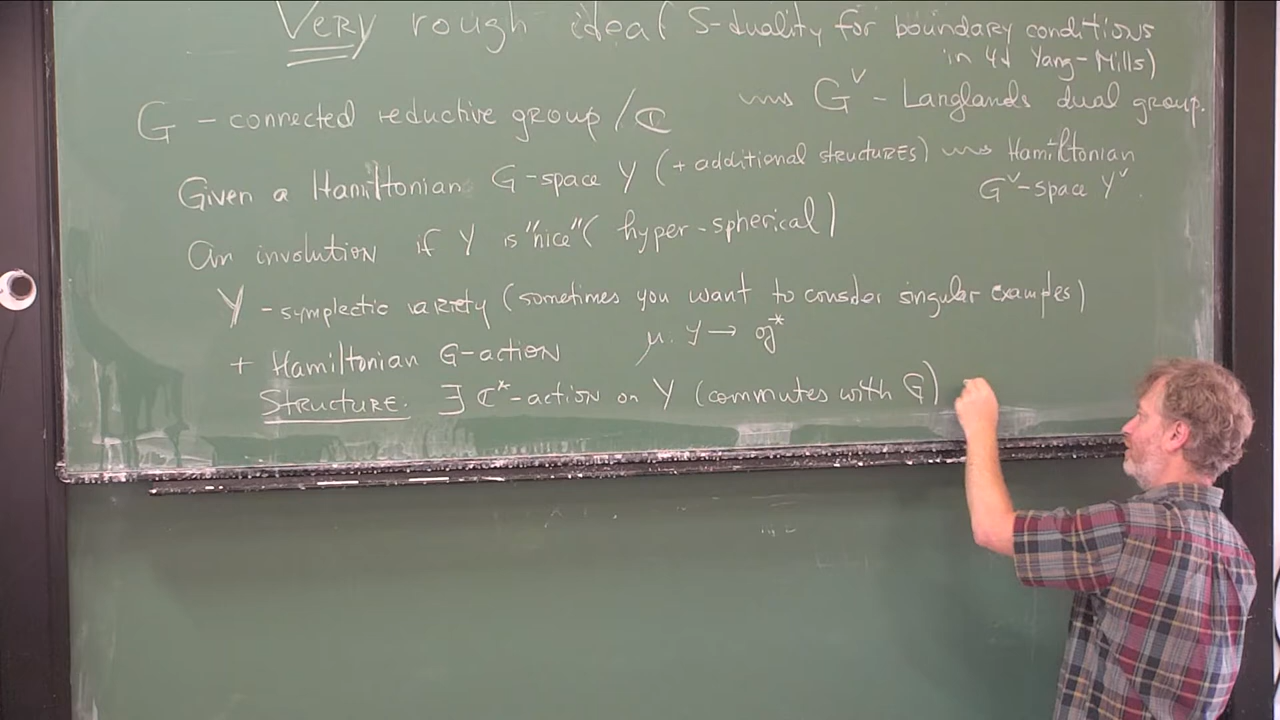 VERY rough idea ( S-duality for boundary conditions
in 4d Yang-Mills)
G - connected reductive group / ℂ ⇝ G^∨ - Langlands dual group.
Given a Hamiltonian G-space Y (+ additional structures) ⇝ Hamiltonian
G^∨-space Y^∨.
An involution if Y is "nice" ( hyper-spherical)
Y - symplectic variety (sometimes you want to consider singular examples)
+ Hamiltonian G-action μ: Y → 𝔤*
Structure. ∃ ℂ*-action on Y (commutes with G)